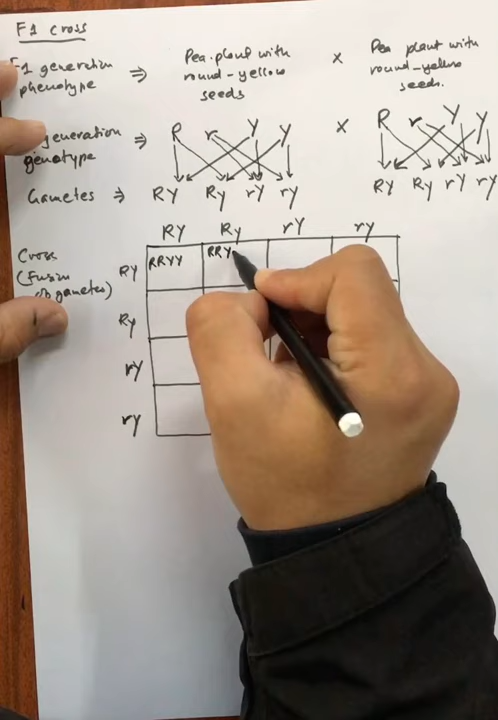 F1 cross
F1 generation phenotype ⇒ Pea plant with round-yellow seeds × Pea plant with round-yellow seeds.
generation genotype ⇒ R r Y y × R r Y y
Gametes ⇒ RY Ry rY ry RY Ry rY ry
RY Ry rY ry
Cross (Fusion of gametes)
RY RRYY RRY
Ry
rY
ry